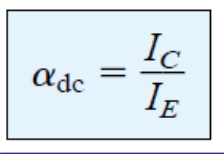 α_dc = I_C / I_E